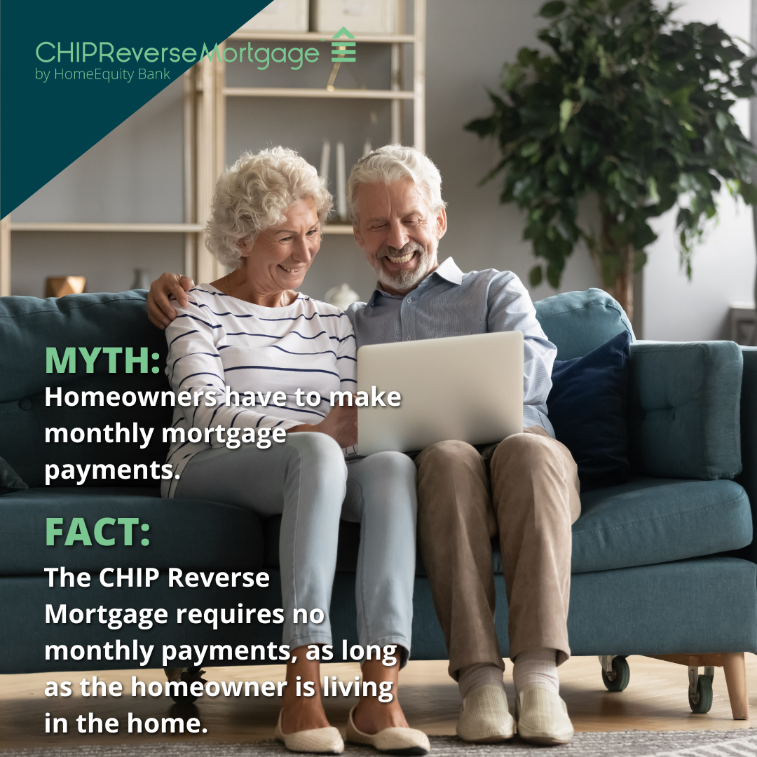 CHIPReverseMortgage
by HomeEquity Bank
MYTH:
Homeowners have to make
monthly mortgage
payments.
FACT:
The CHIP Reverse
Mortgage requires no
monthly payments, as long
as the homeowner is living
in the home.